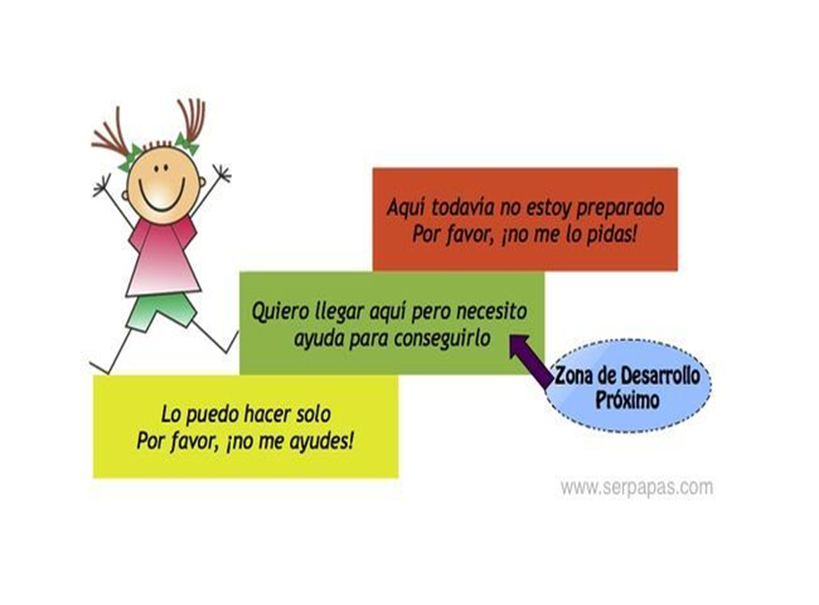 Aquí todavía no estoy preparado
Por favor, ¡no me lo pidas!
Quiero llegar aquí pero necesito
ayuda para conseguirlo
Zona de Desarrollo
Próximo
Lo puedo hacer solo
Por favor, ¡no me ayudes!
www.serpapas.com